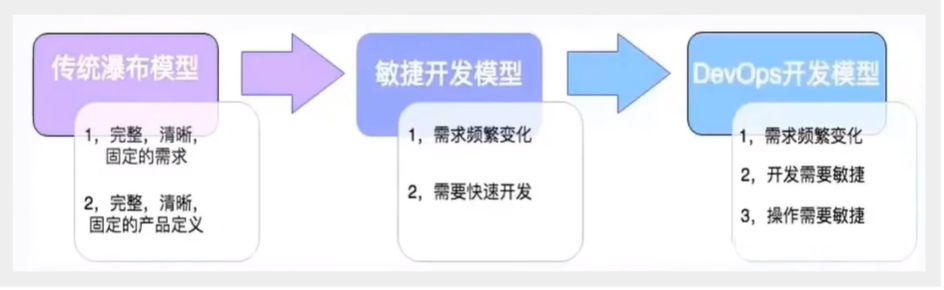 传统瀑布模型
1，完整，清晰，
固定的需求
2，完整，清晰，
固定的产品定义
敏捷开发模型
1，需求频繁变化
2，需要快速开发
DevOps开发模型
1，需求频繁变化
2，开发需要敏捷
3，操作需要敏捷